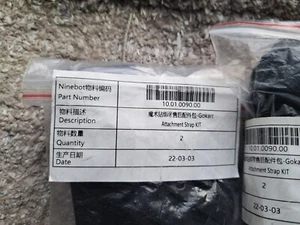 Ninebot物料编码
Part Number
10.01.0090.00
物料描述
Description
魔术贴绑带售后配件包-Gokart
Attachment Strap KIT
物料数量
Quantity
2
生产日期
Date
22-03-03
Attachment Strap KIT
2
22-03-03